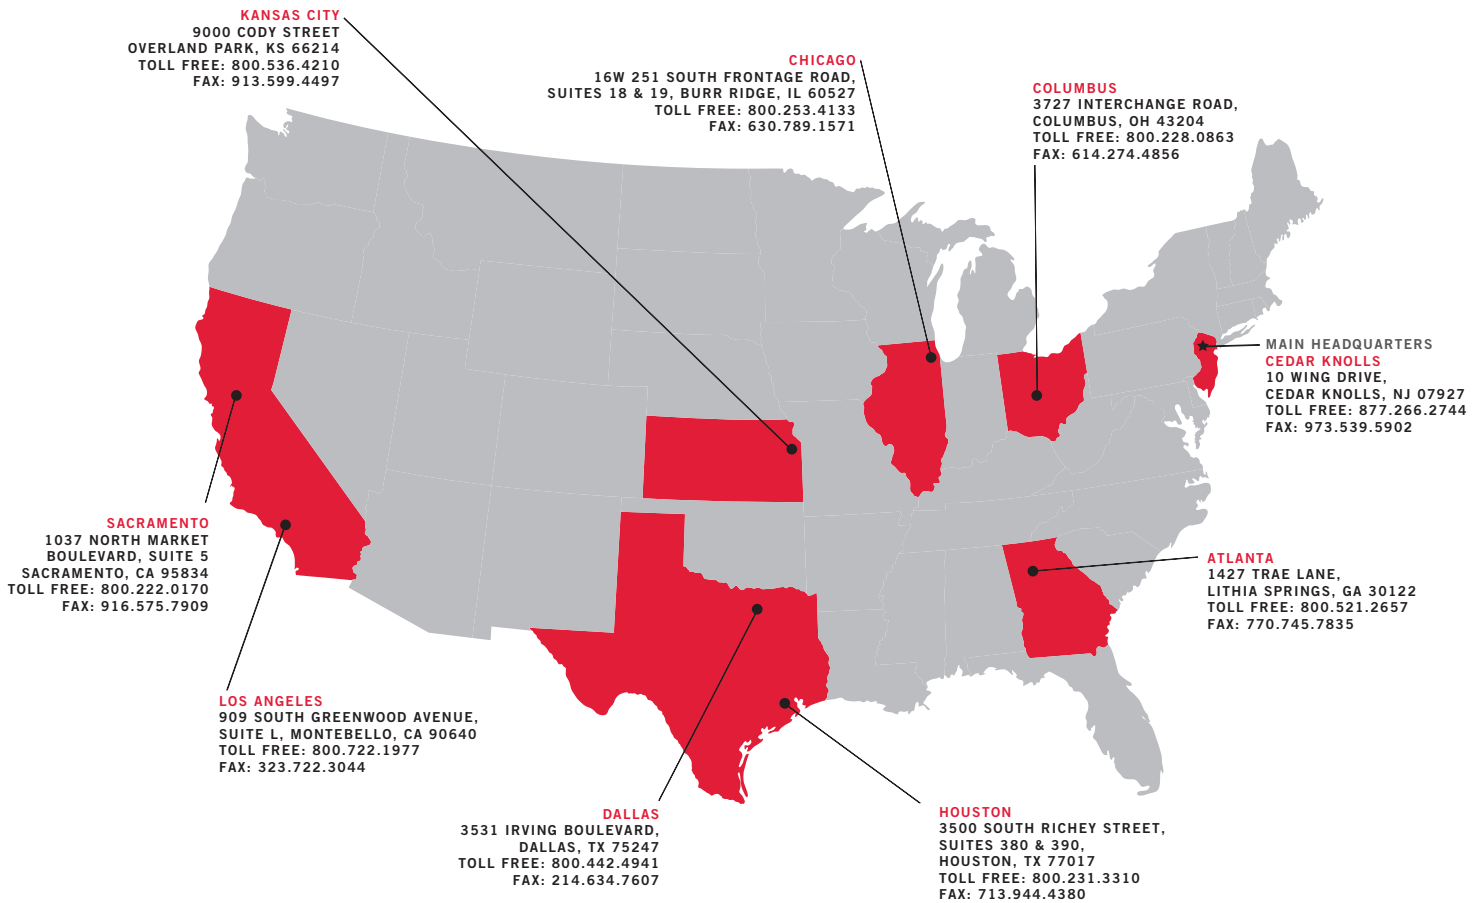 KANSAS CITY
9000 CODY STREET
OVERLAND PARK, KS 66214
TOLL FREE: 800.536.4210
FAX: 913.599.4497
CHICAGO
16W 251 SOUTH FRONTAGE ROAD,
SUITES 18 & 19, BURR RIDGE, IL 60527
TOLL FREE: 800.253.4133
FAX: 630.789.1571
COLUMBUS
3727 INTERCHANGE ROAD,
COLUMBUS, OH 43204
TOLL FREE: 800.228.0863
FAX: 614.274.4856
MAIN HEADQUARTERS
CEDAR KNOLLS
10 WING DRIVE,
CEDAR KNOLLS, NJ 07927
TOLL FREE: 877.266.2744
FAX: 973.539.5902
SACRAMENTO
1037 NORTH MARKET
BOULEVARD, SUITE 5
SACRAMENTO, CA 95834
TOLL FREE: 800.222.0170
FAX: 916.575.7909
ATLANTA
1427 TRAE LANE,
LITHIA SPRINGS, GA 30122
TOLL FREE: 800.521.2657
FAX: 770.745.7835
LOS ANGELES
909 SOUTH GREENWOOD AVENUE,
SUITE L, MONTEBELLO, CA 90640
TOLL FREE: 800.722.1977
FAX: 323.722.3044
DALLAS
3531 IRVING BOULEVARD,
DALLAS, TX 75247
TOLL FREE: 800.442.4941
FAX: 214.634.7607
HOUSTON
3500 SOUTH RICHEY STREET,
SUITES 380 & 390,
HOUSTON, TX 77017
TOLL FREE: 800.231.3310
FAX: 713.944.4380